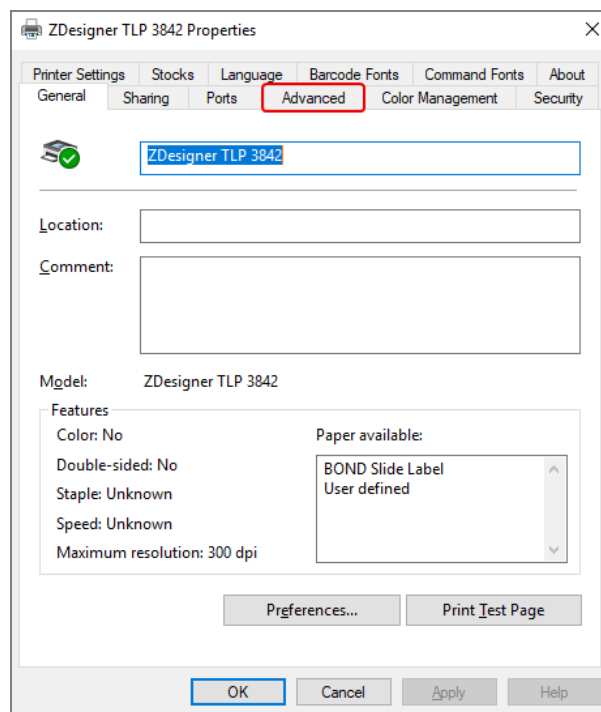 ZDesigner TLP 3842 Properties
Printer Settings Stocks Language Barcode Fonts Command Fonts About
General Sharing Ports Advanced Color Management Security
ZDesigner TLP 3842
Location:
Comment:
Model: ZDesigner TLP 3842
Features
Color: No
Paper available:
Double-sided: No
BOND Slide Label
User defined
Staple: Unknown
Speed: Unknown
Maximum resolution: 300 dpi
Preferences...
Print Test Page
OK Cancel Apply Help